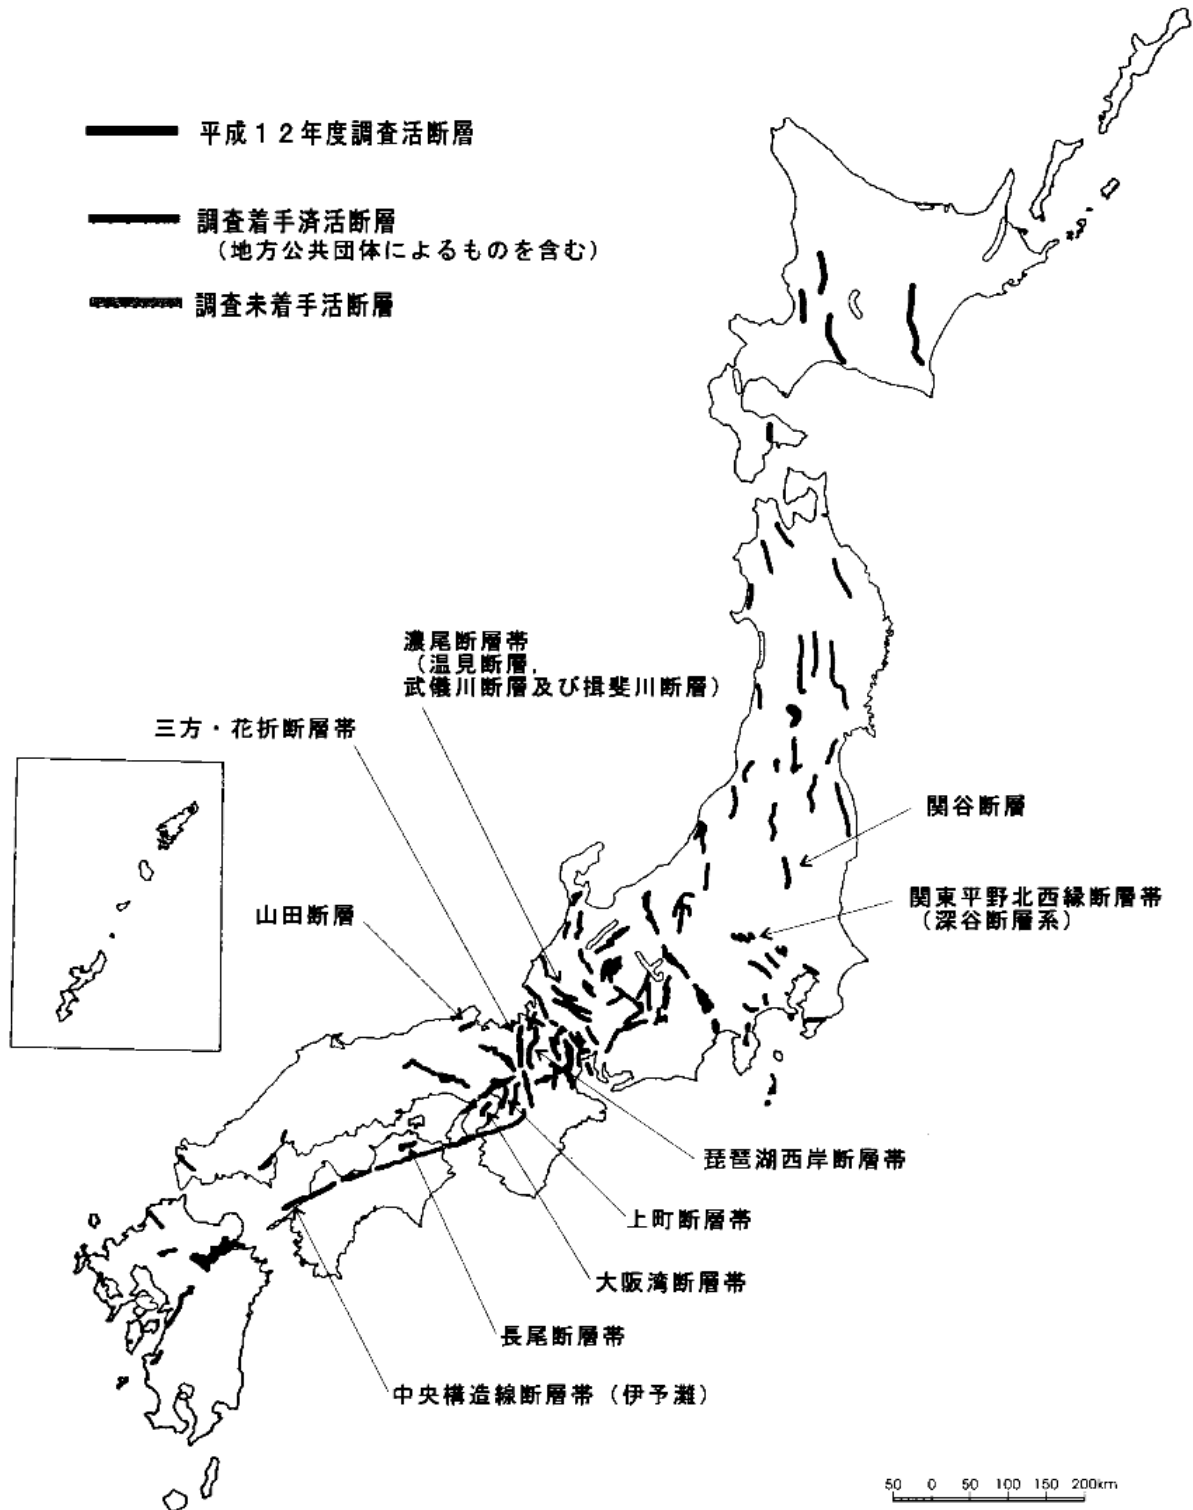 平成12年度調査活断層
調査着手済活断層
(地方公共団体によるものを含む)
調査未着手活断層
濃尾断層帯
(温見断層,
武儀川断層及び揖斐川断層)
三方・花折断層帯
関谷断層
関東平野北西縁断層帯
(深谷断層系)
山田断層
琵琶湖西岸断層帯
上町断層帯
大阪湾断層帯
長尾断層帯
中央構造線断層帯(伊予灘)
50 0 50 100 150 200km